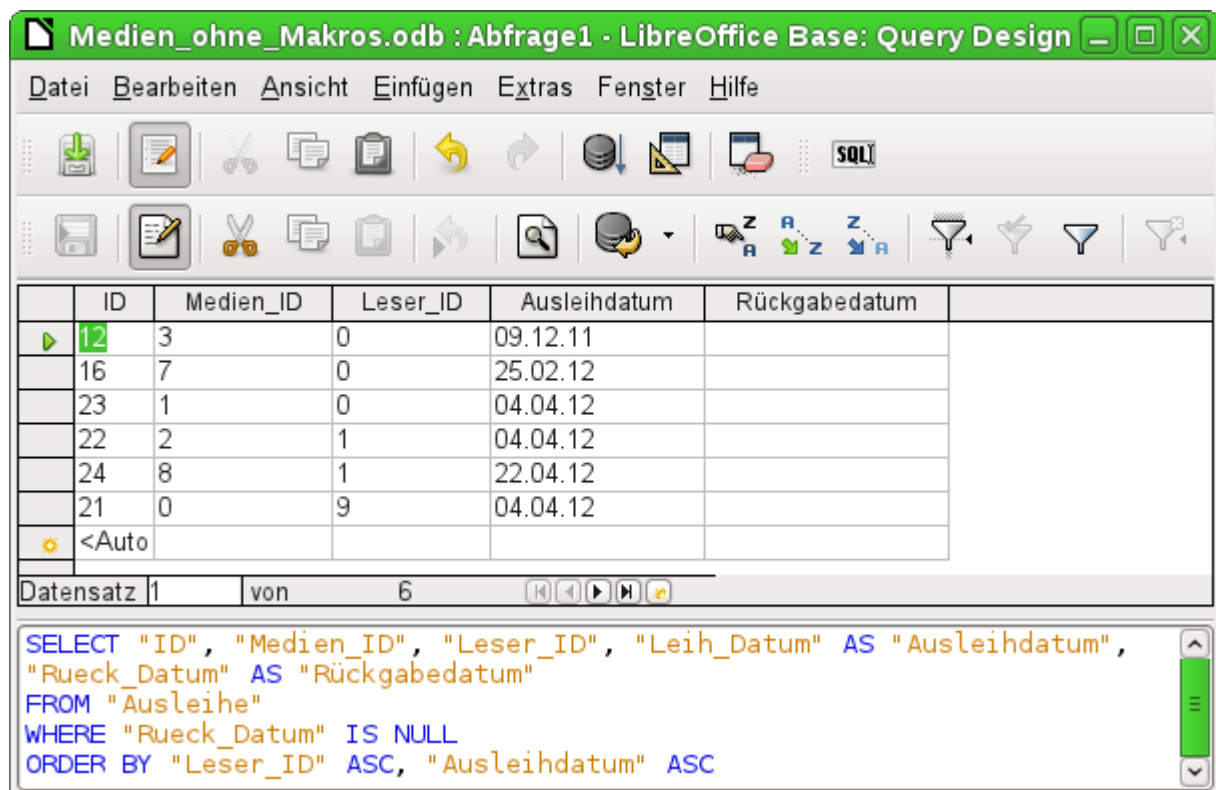 Medien_ohne_Makros.odb : Abfrage1 - LibreOffice Base: Query Design
Datei Bearbeiten Ansicht Einfügen Extras Fenster Hilfe
SQL
Z A A Z Z A
ID Medien_ID Leser_ID Ausleihdatum Rückgabedatum
12 3 0 09.12.11
16 7 0 25.02.12
23 1 0 04.04.12
22 2 1 04.04.12
24 8 1 22.04.12
21 0 9 04.04.12
<Auto
Datensatz 1 von 6
SELECT "ID", "Medien_ID", "Leser_ID", "Leih_Datum" AS "Ausleihdatum",
"Rueck_Datum" AS "Rückgabedatum"
FROM "Ausleihe"
WHERE "Rueck_Datum" IS NULL
ORDER BY "Leser_ID" ASC, "Ausleihdatum" ASC